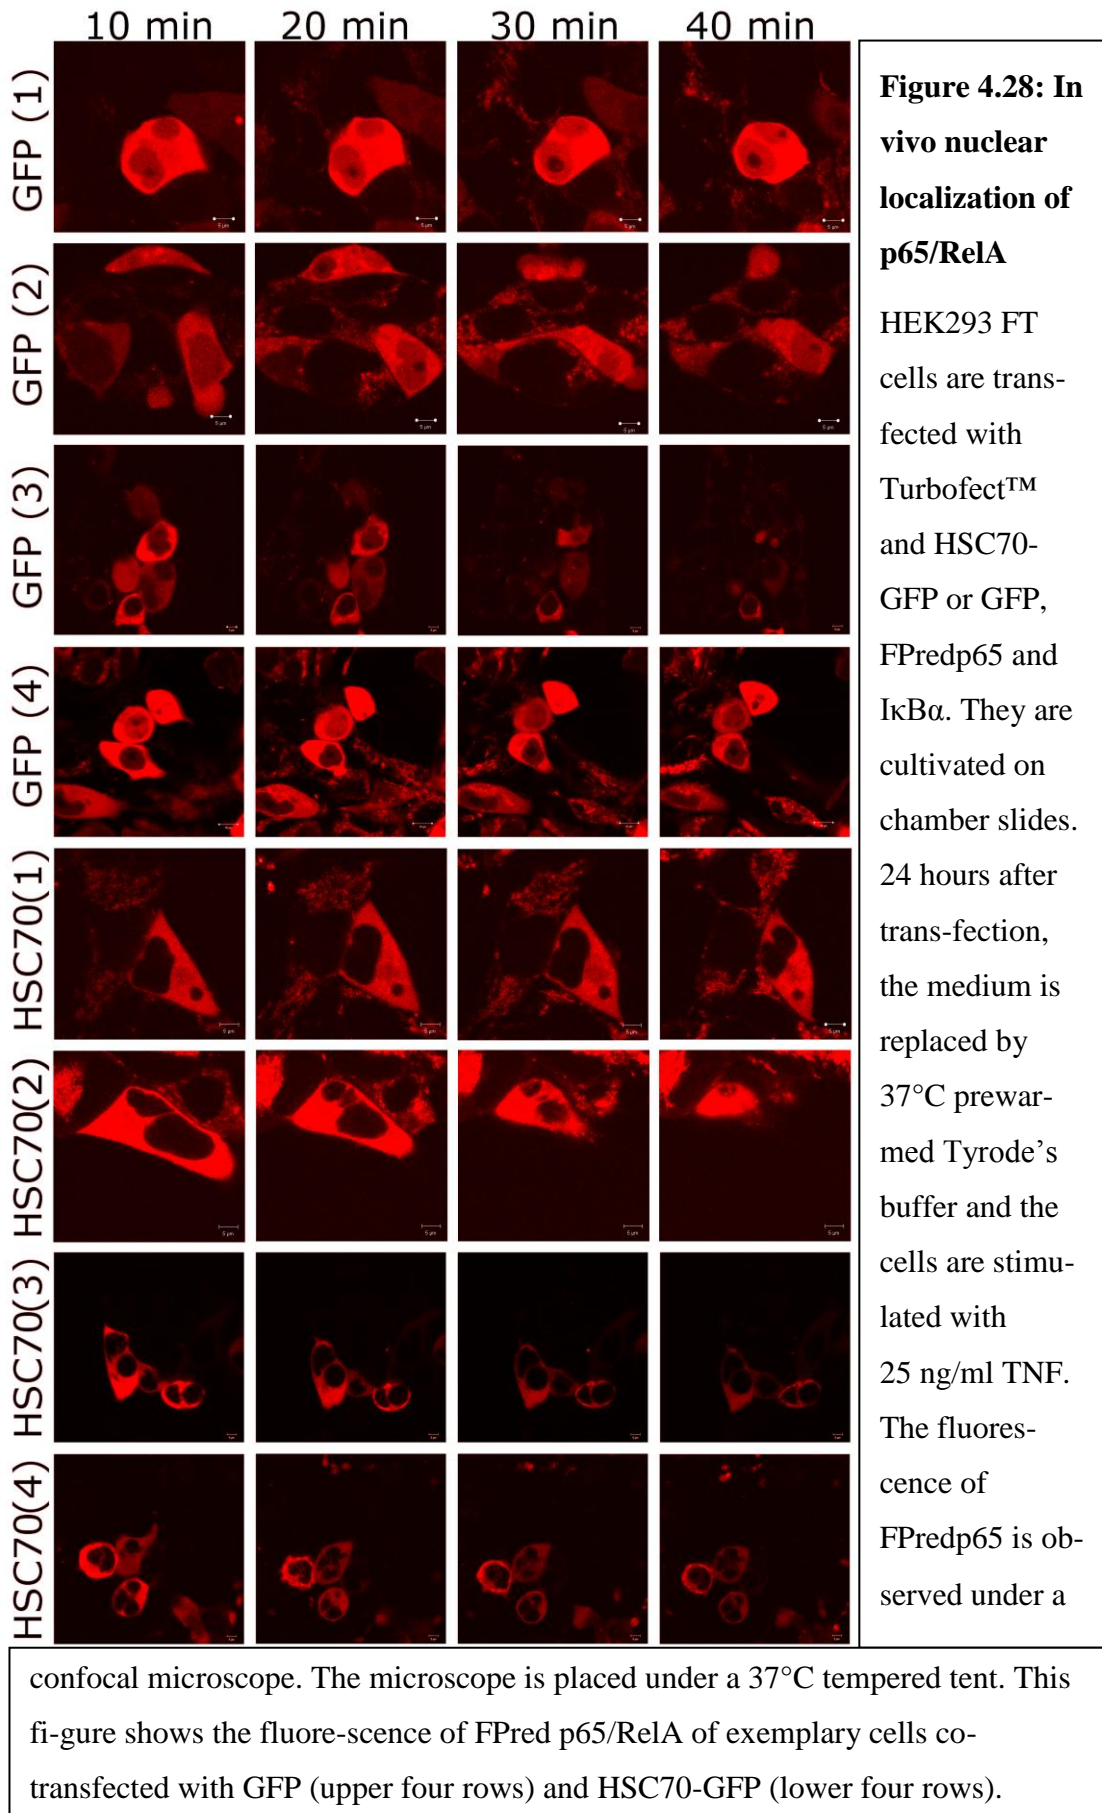 10 min 20 min 30 min 40 min
GFP (1)
GFP (2)
GFP (3)
GFP (4)
HSC70(1)
HSC70(2)
HSC70(3)
HSC70(4)
Figure 4.28: In
vivo nuclear
localization of
p65/RelA
HEK293 FT
cells are trans-
fected with
Turbofect™
and HSC70-
GFP or GFP,
FPredp65 and
IκBα. They are
cultivated on
chamber slides.
24 hours after
trans-fection,
the medium is
replaced by
37°C prewar-
med Tyrode’s
buffer and the
cells are stimu-
lated with
25 ng/ml TNF.
The fluores-
cence of
FPredp65 is ob-
served under a
confocal microscope. The microscope is placed under a 37°C tempered tent. This
fi-gure shows the fluore-scence of FPred p65/RelA of exemplary cells co-
transfected with GFP (upper four rows) and HSC70-GFP (lower four rows).